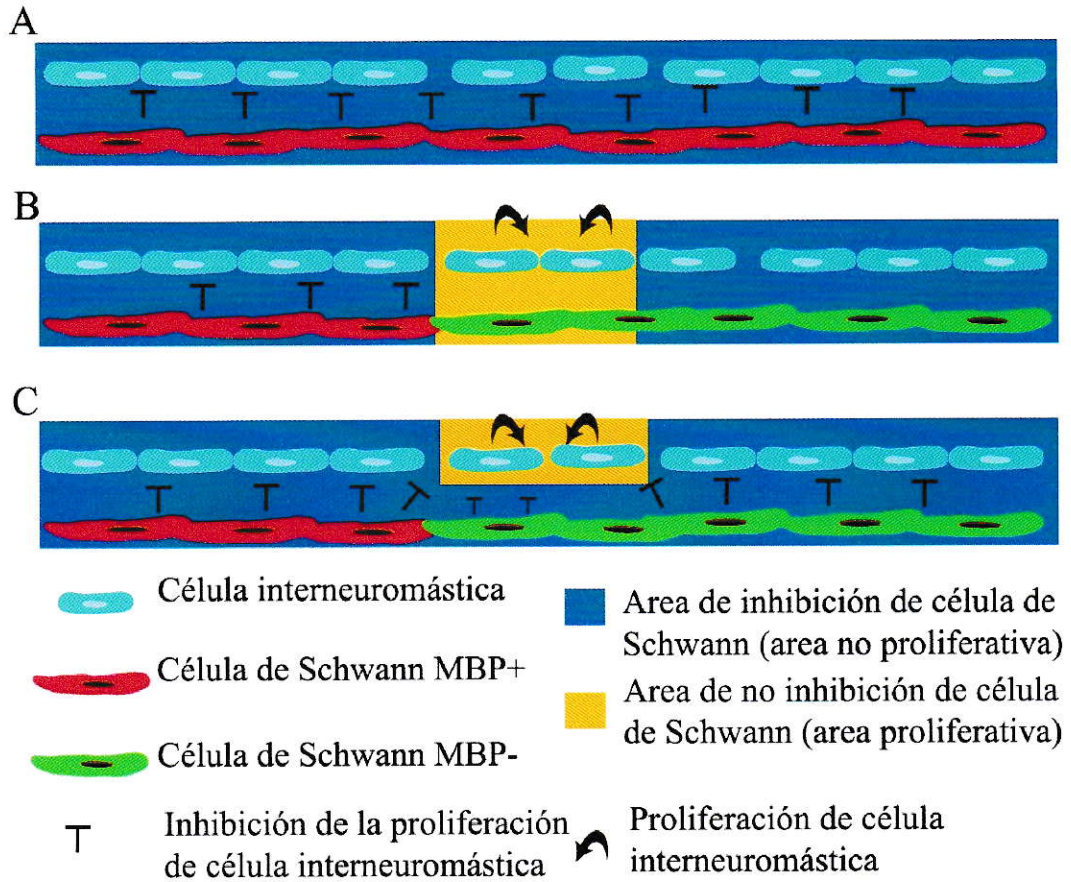 A
B
C
Célula interneuromástica
Célula de Schwann MBP+
Célula de Schwann MBP-
Inhibición de la proliferación
de célula interneuromástica
Area de inhibición de célula de
Schwann (area no proliferativa)
Area de no inhibición de célula
de Schwann (area proliferativa)
Proliferación de célula
interneuromástica